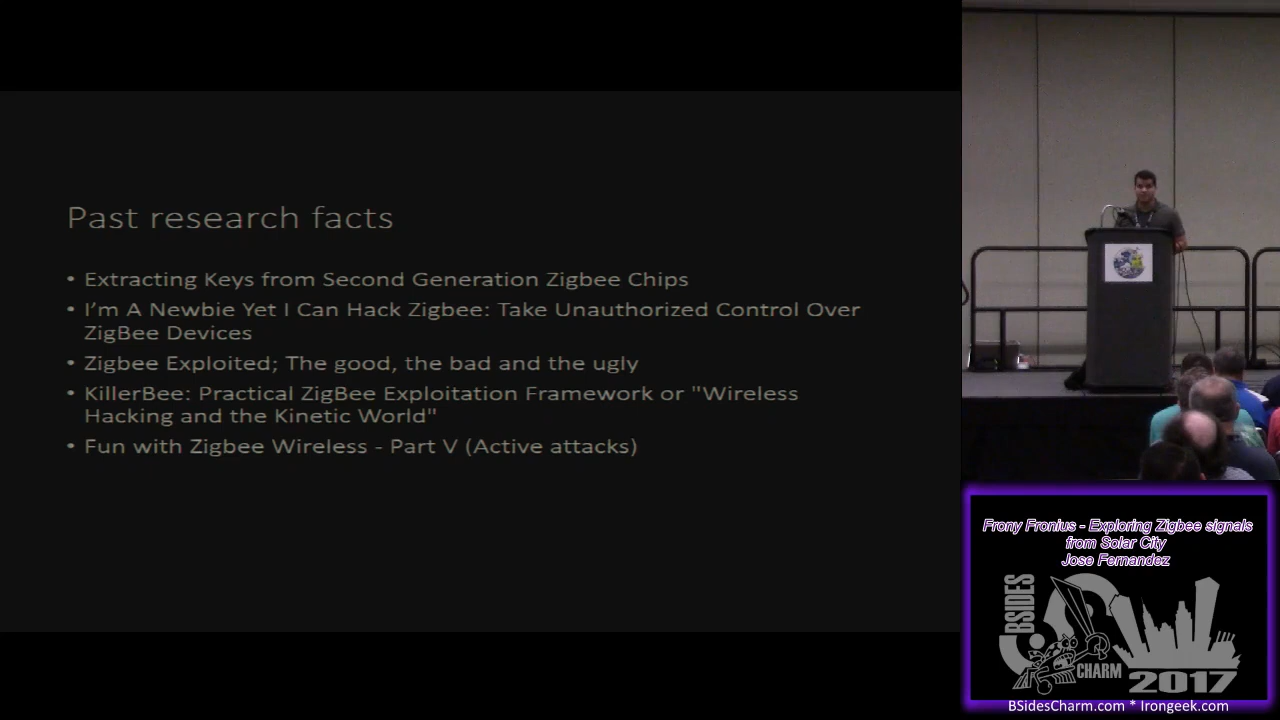 Past research facts
• Extracting Keys from Second Generation Zigbee Chips
• I'm A Newbie Yet I Can Hack Zigbee: Take Unauthorized Control Over
ZigBee Devices
• Zigbee Exploited; The good, the bad and the ugly
• KillerBee: Practical ZigBee Exploitation Framework or "Wireless
Hacking and the Kinetic World"
• Fun with Zigbee Wireless - Part V (Active attacks)
Frony Fronius - Exploring Zigbee signals
from Solar City
Jose Fernandez
BSIDES
CHARM
2017
BSidesCharm.com * Irongeek.com